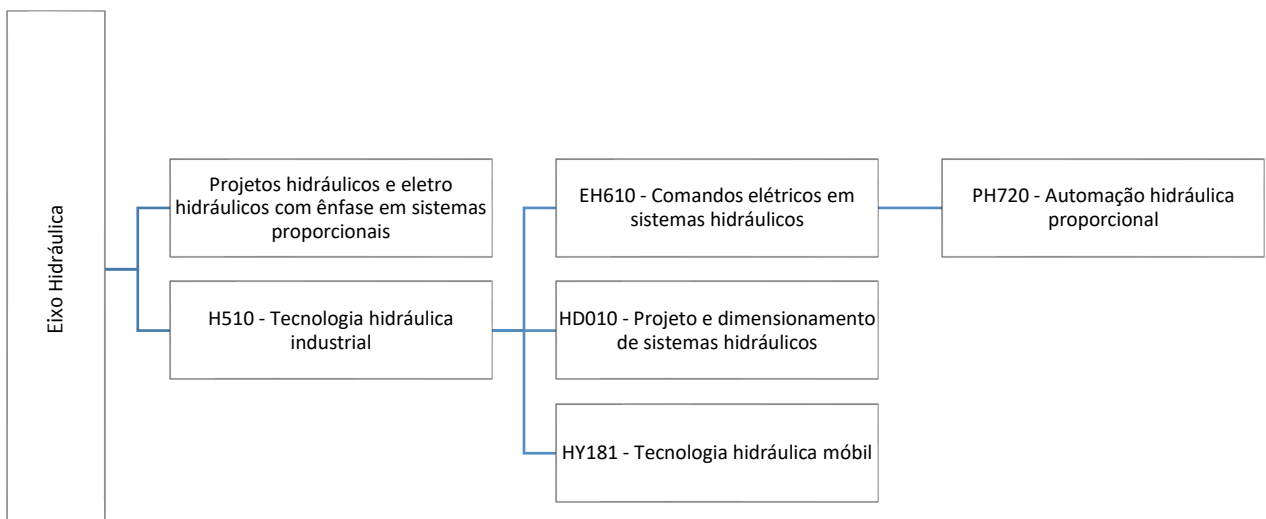 Eixo Hidráulica
Projetos hidráulicos e eletro
hidráulicos com ênfase em sistemas
proporcionais
H510 - Tecnologia hidráulica
industrial
EH610 - Comandos elétricos em
sistemas hidráulicos
HD010 - Projeto e dimensionamento
de sistemas hidráulicos
HY181 - Tecnologia hidráulica móbil
PH720 - Automação hidráulica
proporcional